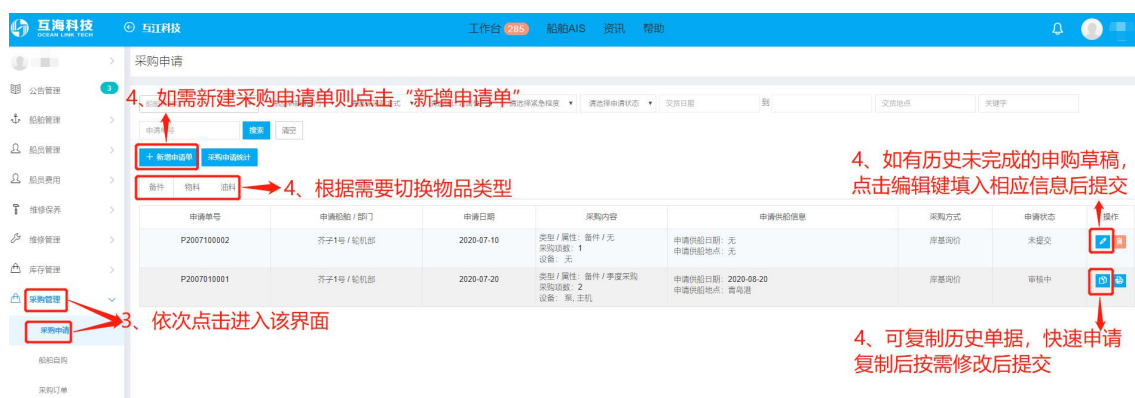 互海科技
OCEAN LINK TECH
互江科技
工作台 285 船舶AIS 资讯 帮助
采购申请
公告管理 3
船舶管理
船员管理
船员费用
维修保养
维修管理
库存管理
采购管理
采购申请
船舶自购
采购订单
4、如需新建采购申请单则点击“新增申请单”
请选择紧急程度 请选择申请状态 交货日期 到 交货地点 关键字
搜索 清空
+ 新增申请单 采购申请统计
备件 物料 油料
4、根据需要切换物品类型
4、如有历史未完成的申购草稿，
点击编辑键填入相应信息后提交
申请单号 申请船舶 / 部门 申请日期 采购内容 申请供船信息 采购方式 申请状态 操作
P2007100002 芥子1号 / 轮机部 2020-07-10 类型 / 属性：备件 / 无 申请供船日期：无 岸基询价 未提交
采购项数：1 申请供船地点：无
设备：无
P2007010001 芥子1号 / 轮机部 2020-07-20 类型 / 属性：备件 / 季度采购 申请供船日期：2020-08-20 岸基询价 审核中
采购项数：2 申请供船地点：青岛港
设备：泵, 主机
3、依次点击进入该界面
4、可复制历史单据，快速申请
复制后按需修改后提交